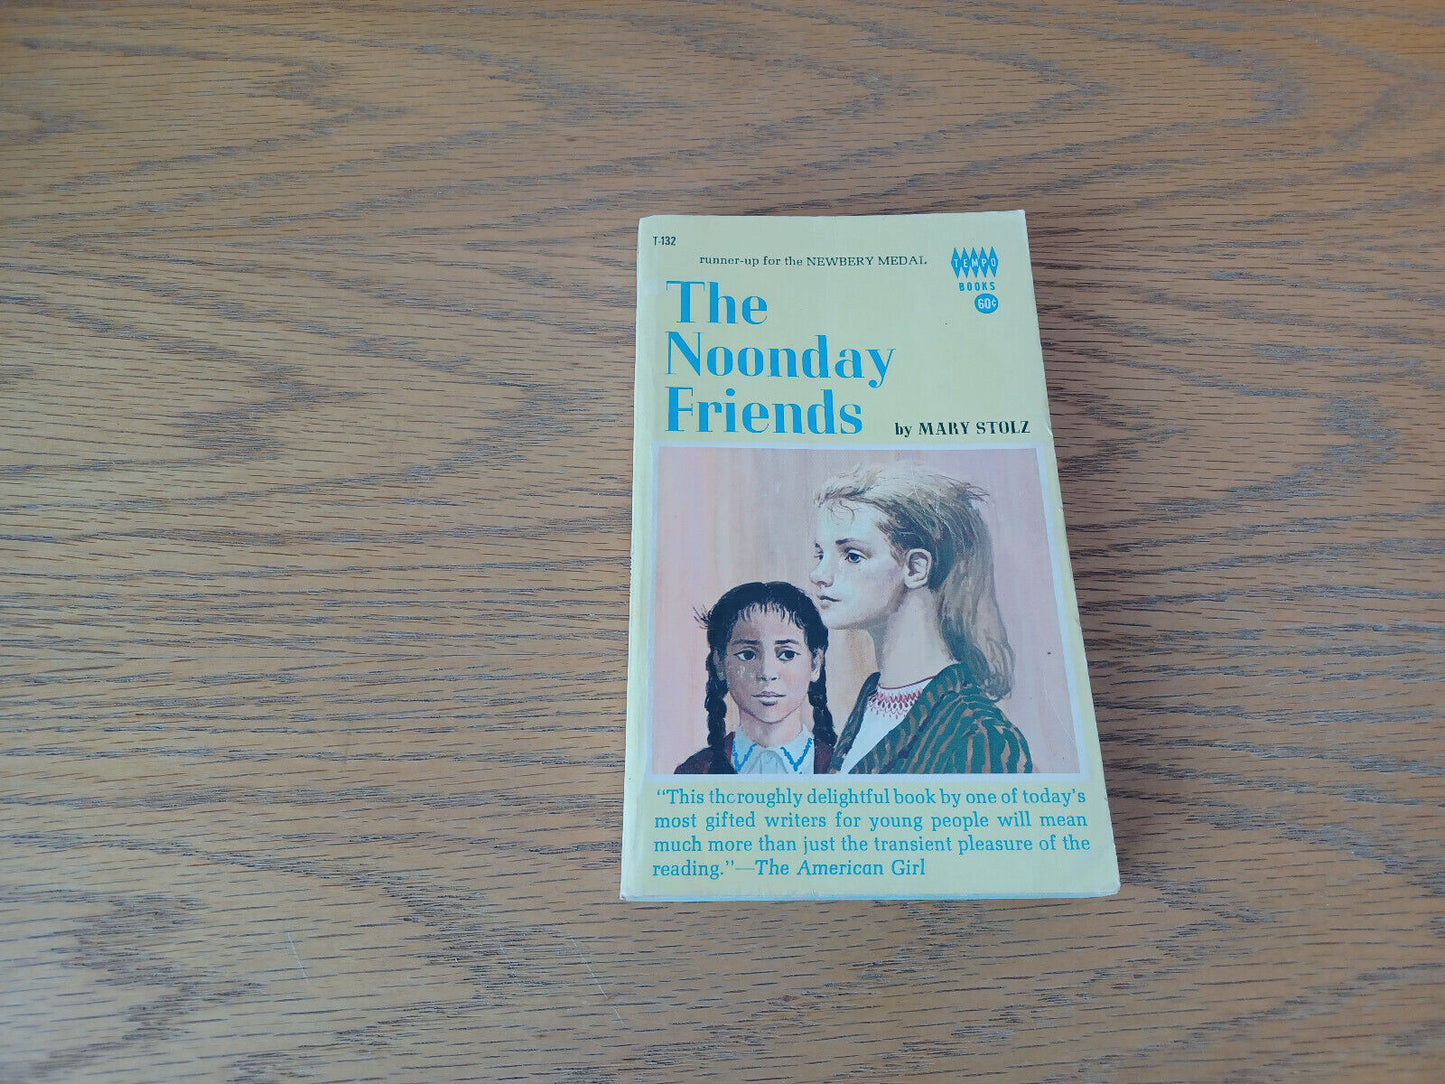 T-132
runner-up for the NEWBERY MEDAL
TEMPO
BOOKS
60¢
The
Noonday
Friends
by MARY STOLZ
"This thoroughly delightful book by one of today's
most gifted writers for young people will mean
much more than just the transient pleasure of the
reading."—The American Girl